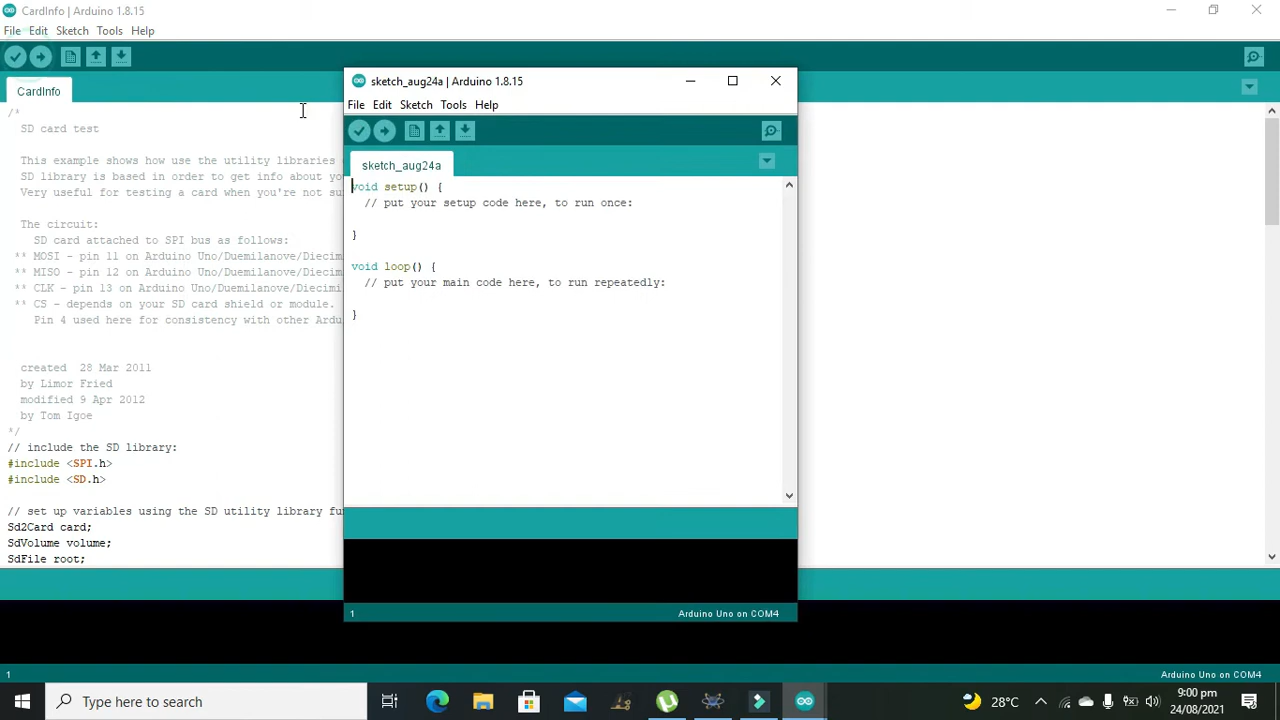 CardInfo | Arduino 1.8.15
File Edit Sketch Tools Help
CardInfo
/*
SD card test
This example shows how use the utility libraries
SD library is based in order to get info about
Very useful for testing a card when you're not
The circuit:
SD card attached to SPI bus as follows:
** MOSI - pin 11 on Arduino Uno/Duemilanove/Diecim
** MISO - pin 12 on Arduino Uno/Duemilanove/Diecim
** CLK - pin 13 on Arduino Uno/Duemilanove/Diecimi
** CS - depends on your SD card shield or module.
Pin 4 used here for consistency with other Ardu
created 28 Mar 2011
by Limor Fried
modified 9 Apr 2012
by Tom Igoe
*/
// include the SD library:
#include <SPI.h>
#include <SD.h>
// set up variables using the SD utility library fu
Sd2Card card;
SdVolume volume;
SdFile root;
1
Arduino Uno on COM4
sketch_aug24a | Arduino 1.8.15
File Edit Sketch Tools Help
sketch_aug24a
void setup() {
// put your setup code here, to run once:
}
void loop() {
// put your main code here, to run repeatedly:
}
1
Arduino Uno on COM4
Type here to search
28°C
9:00 pm
24/08/2021